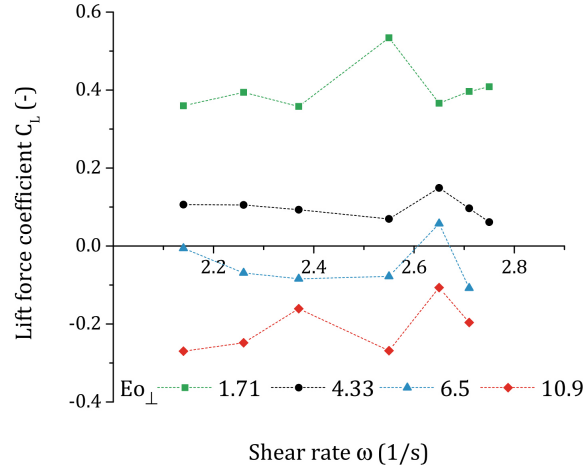 0.6
0.4
0.2
0.0
-0.2
-0.4
Lift force coefficient C_L (-)
2.2 2.4 2.6 2.8
Eo⊥ 1.71 4.33 6.5 10.9
Shear rate ω (1/s)